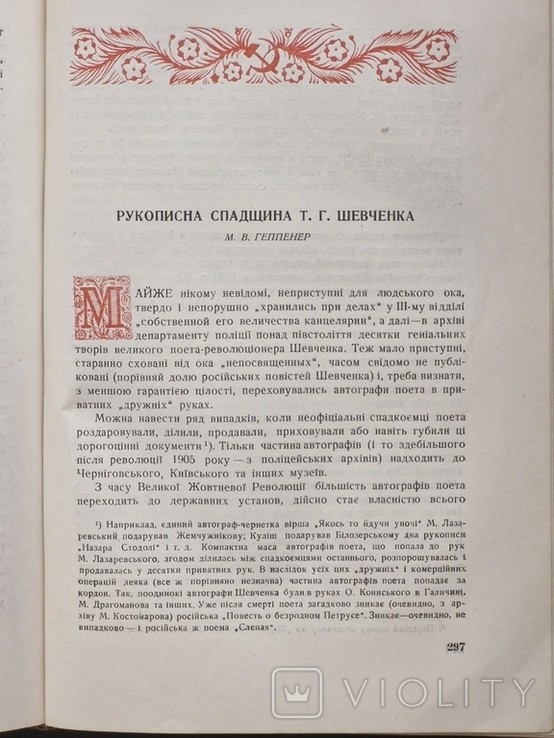 РУКОПИСНА СПАДЩИНА Т. Г. ШЕВЧЕНКА
М. В. ГЕППЕНЕР
МАЙЖЕ нікому невідомі, неприступні для людського ока,
твердо і непорушно „хранились при делах“ у III-му відділі
„собственной его величества канцелярии“, а далі—в архіві
департаменту поліції понад півстоліття десятки геніальних
творів великого поета-революціонера Шевченка. Теж мало приступні,
старанно сховані від ока „непосвященных“, часом свідомо не публі-
ковані (порівняй долю російських повістей Шевченка) і, треба визнати,
з меншою гарантією цілості, переховувались автографи поета в при-
ватних „дружніх“ руках.
Можна навести ряд випадків, коли неофіціальні спадкоємці поета
роздаровували, ділили, продавали, приховували або навіть губили ці
дорогоцінні документи ¹). Тільки частина автографів (і то здебільшого
після революції 1905 року—з поліцейських архівів) надходить до
Черніговського, Київського та інших музеїв.
З часу Великої Жовтневої Революції більшість автографів поета
переходить до державних установ, дійсно стає власністю всього
¹) Наприклад, єдиний автограф-чернетка вірша „Якось то йдучи уночі“ М. Лаза-
ревський подарував Жемчужнікову; Куліш подарував Білозерському два рукописи
„Назара Стодолі“ і т. д. Компактна маса автографів поета, що попала до рук
М. Лазаревського, згодом ділилась між спадкоємцями останнього, розпорошувалась і
продавалась у десятки приватних рук. В наслідок усіх цих „дружніх“ і комерційних
операцій деяка (все ж порівняно незначна) частина автографів поета попадає за
кордон. Так, поодинокі автографи Шевченка були в руках О. Кониського в Галичині,
М. Драгоманова та інших. Уже після смерті поета загадково зникає (очевидно, з ар-
хіву М. Костомарова) російська „Повесть о безродном Петрусе“. Зникає—очевидно, не
випадково—і російська ж поема „Слепая“.
297
VIOLITY